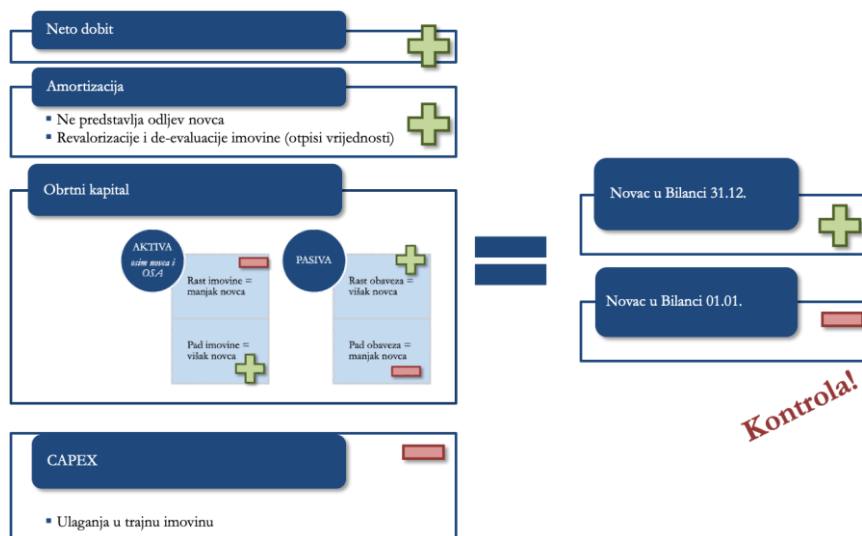 Neto dobit
Amortizacija
▪ Ne predstavlja odljev novca
▪ Revalorizacije i de-evaluacije imovine (otpisi vrijednosti)
Obrtni kapital
AKTIVA
osim novca i
OSA
Rast imovine =
manjak novca
Pad imovine =
višak novca
PASIVA
Rast obaveza =
višak novca
Pad obaveza =
manjak novca
CAPEX
▪ Ulaganja u trajnu imovinu
Novac u Bilanci 31.12.
Novac u Bilanci 01.01.
Kontrola!